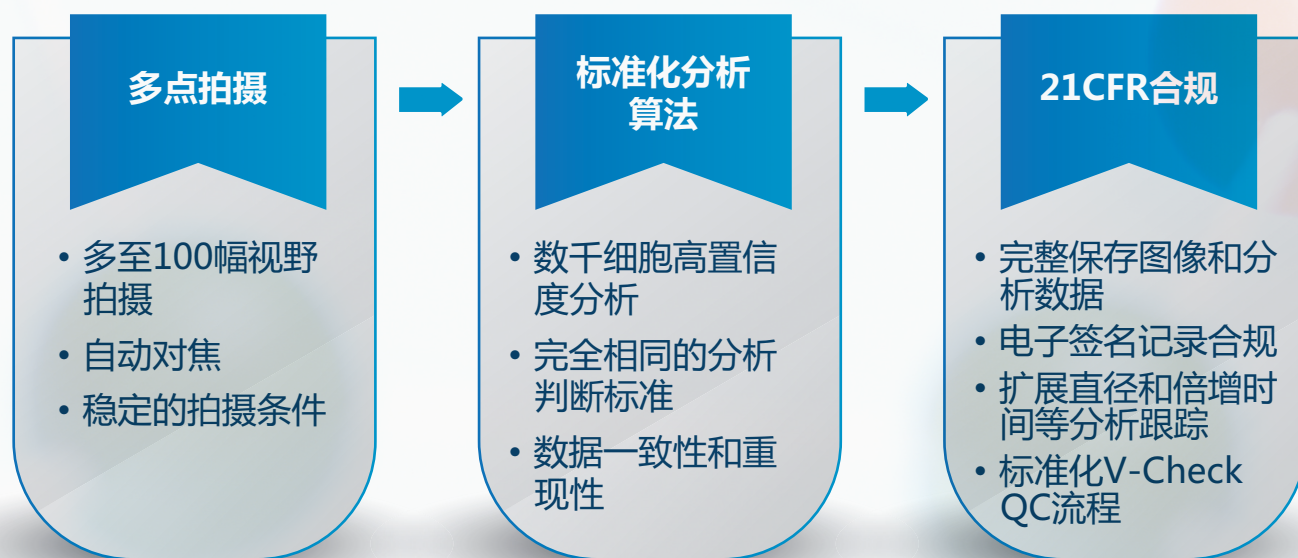 多点拍摄
• 多至100幅视野
拍摄
• 自动对焦
• 稳定的拍摄条件
标准化分析
算法
• 数千细胞高置信
度分析
• 完全相同的分析
判断标准
• 数据一致性和重
现性
21CFR合规
• 完整保存图像和分
析数据
• 电子签名记录合规
• 扩展直径和倍增时
间等分析跟踪
• 标准化V-Check
QC流程